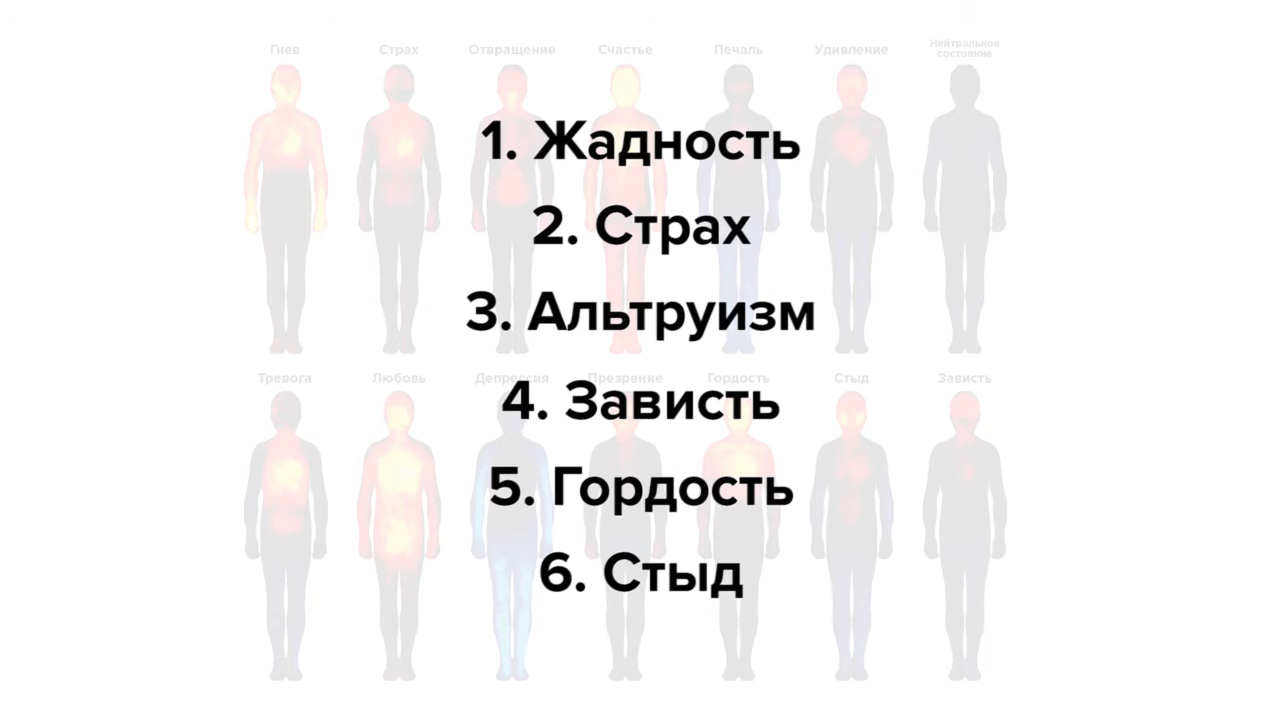 Гнев Страх Отвращение Счастье Печаль Удивление Нейтральное
состояние
1. Жадность
2. Страх
3. Альтруизм
Тревога Любовь Депрессия Презрение Гордость Стыд Зависть
4. Зависть
5. Гордость
6. Стыд